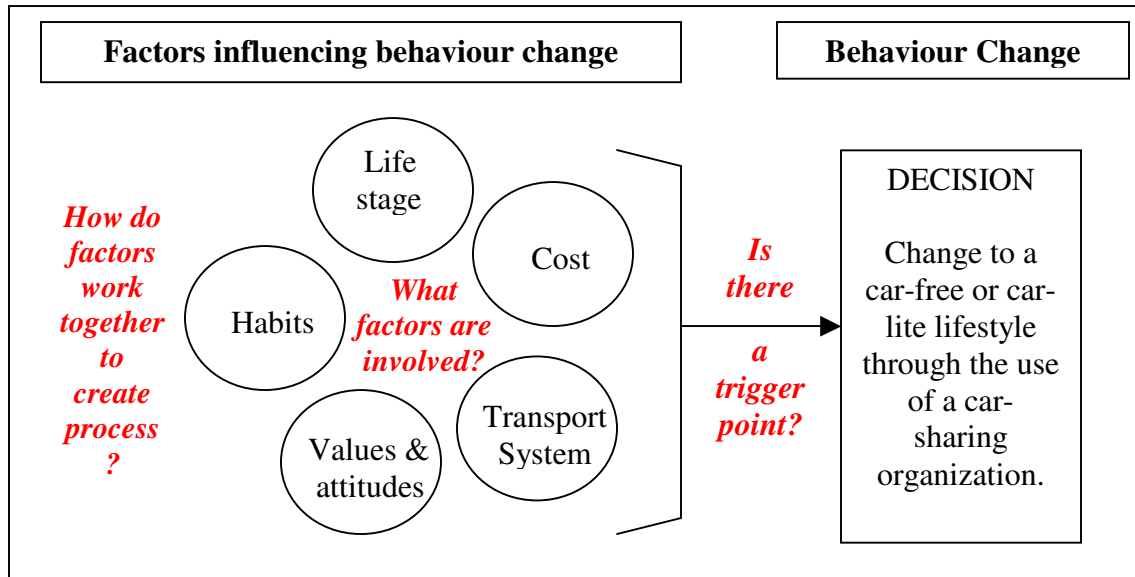 Factors influencing behaviour change
Behaviour Change
How do
factors
work
together
to
create
process
?
Life
stage
Cost
Habits
What
factors are
involved?
Values &
attitudes
Transport
System
Is
there
a
trigger
point?
DECISION
Change to a
car-free or car-
lite lifestyle
through the use
of a car-
sharing
organization.